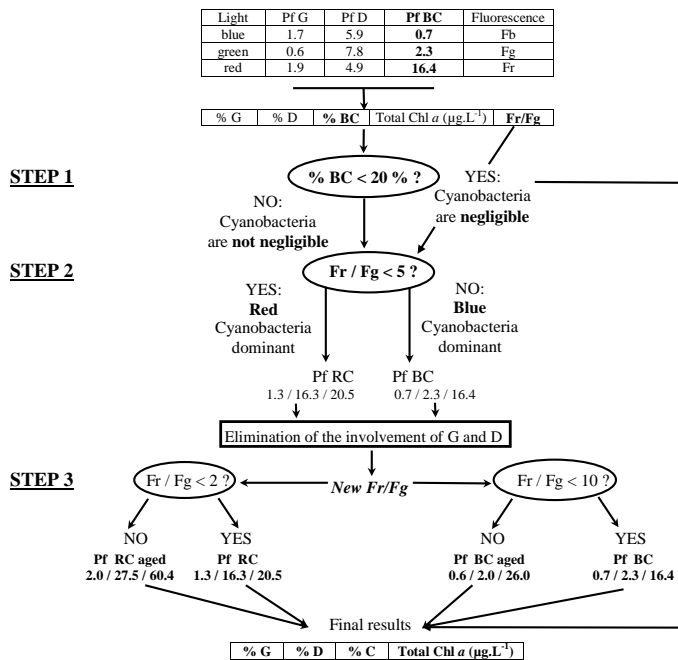 Light Pf G Pf D Pf BC Fluorescence
blue 1.7 5.9 0.7 Fb
green 0.6 7.8 2.3 Fg
red 1.9 4.9 16.4 Fr
% G % D % BC Total Chl a (µg.L-1) Fr/Fg
STEP 1
% BC < 20 % ?
YES:
Cyanobacteria
are negligible
NO:
Cyanobacteria
are not negligible
STEP 2
Fr / Fg < 5 ?
YES:
Red
Cyanobacteria
dominant
NO:
Blue
Cyanobacteria
dominant
Pf RC
1.3 / 16.3 / 20.5
Pf BC
0.7 / 2.3 / 16.4
Elimination of the involvement of G and D
STEP 3
Fr / Fg < 2 ?
New Fr/Fg
Fr / Fg < 10 ?
NO
Pf RC aged
2.0 / 27.5 / 60.4
YES
Pf RC
1.3 / 16.3 / 20.5
NO
Pf BC aged
0.6 / 2.0 / 26.0
YES
Pf BC
0.7 / 2.3 / 16.4
Final results
% G % D % C Total Chl a (µg.L-1)